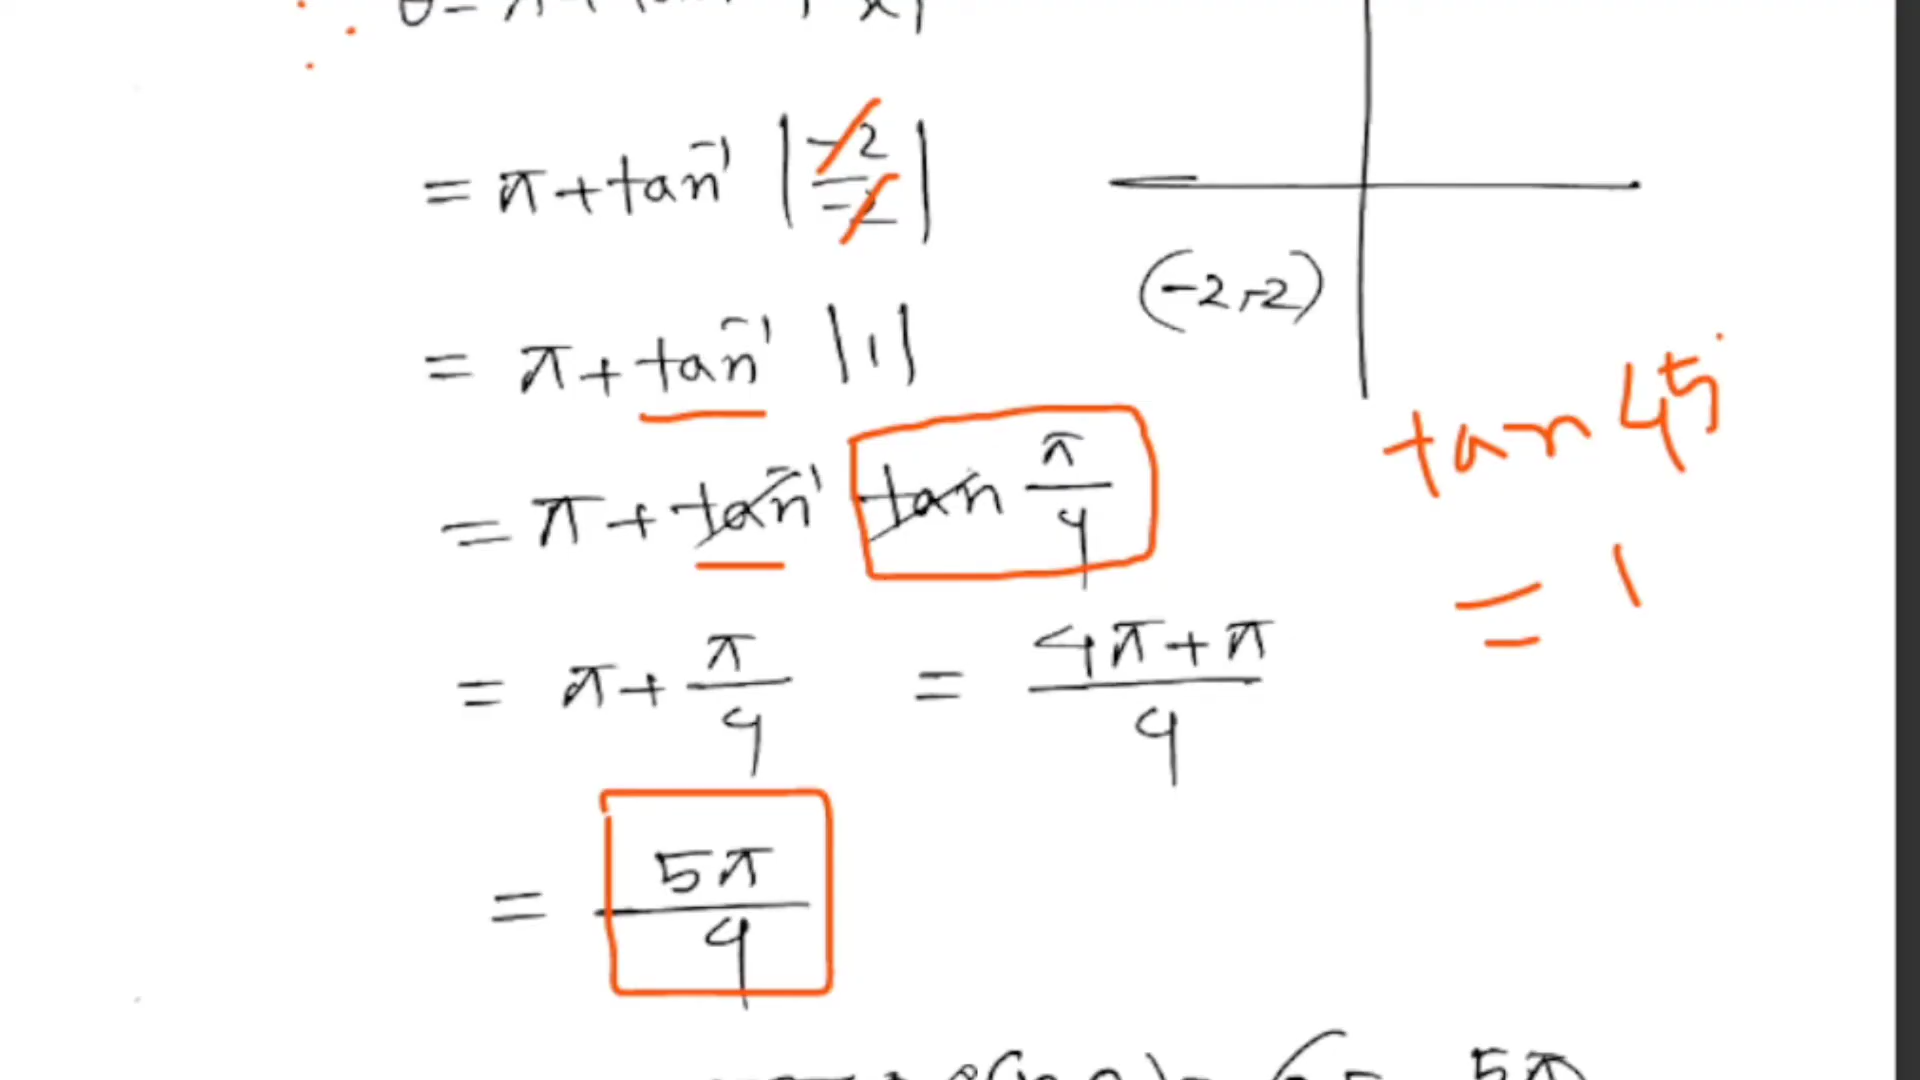 = π + tan⁻¹ |-2/-2|
(-2,-2)
= π + tan⁻¹ |1|
tan 45
= 1
= π + tan⁻¹ tan π/4
= π + π/4 = 4π + π/4
= 5π/4
5π